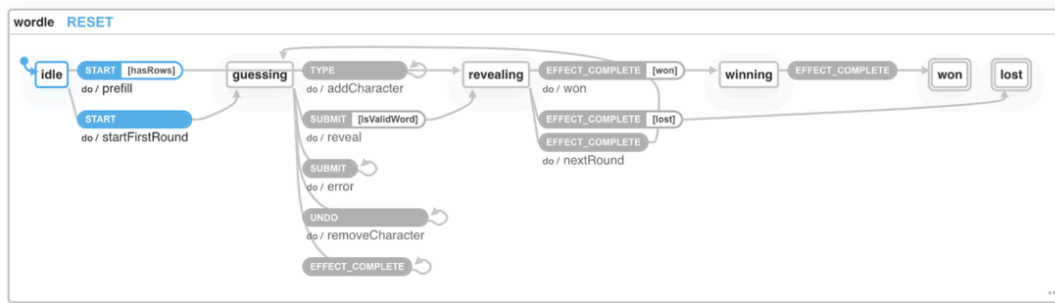 wordle RESET
idle
START [hasRows]
do / prefill
START
do / startFirstRound
guessing
TYPE
do / addCharacter
SUBMIT [isValidWord]
do / reveal
SUBMIT
do / error
UNDO
do / removeCharacter
EFFECT_COMPLETE
revealing
EFFECT_COMPLETE [won]
do / won
EFFECT_COMPLETE [lost]
EFFECT_COMPLETE
do / nextRound
winning
EFFECT_COMPLETE
won
lost